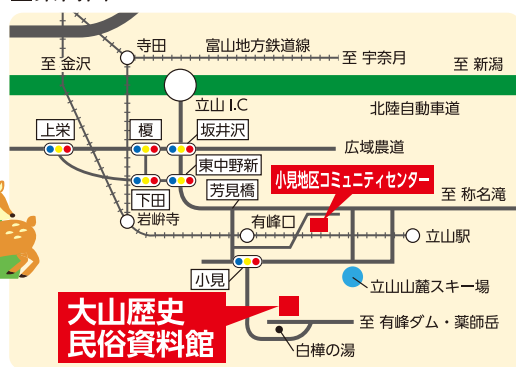 寺田
富山地方鉄道線
至 宇奈月
至 金沢
至 新潟
立山 I.C
北陸自動車道
上栄
榎
坂井沢
広域農道
東中野新
下田
芳見橋
小見地区コミュニティセンター
至 称名滝
岩峅寺
有峰口
立山駅
小見
立山山麓スキー場
大山歴史
民俗資料館
至 有峰ダム・薬師岳
白樺の湯